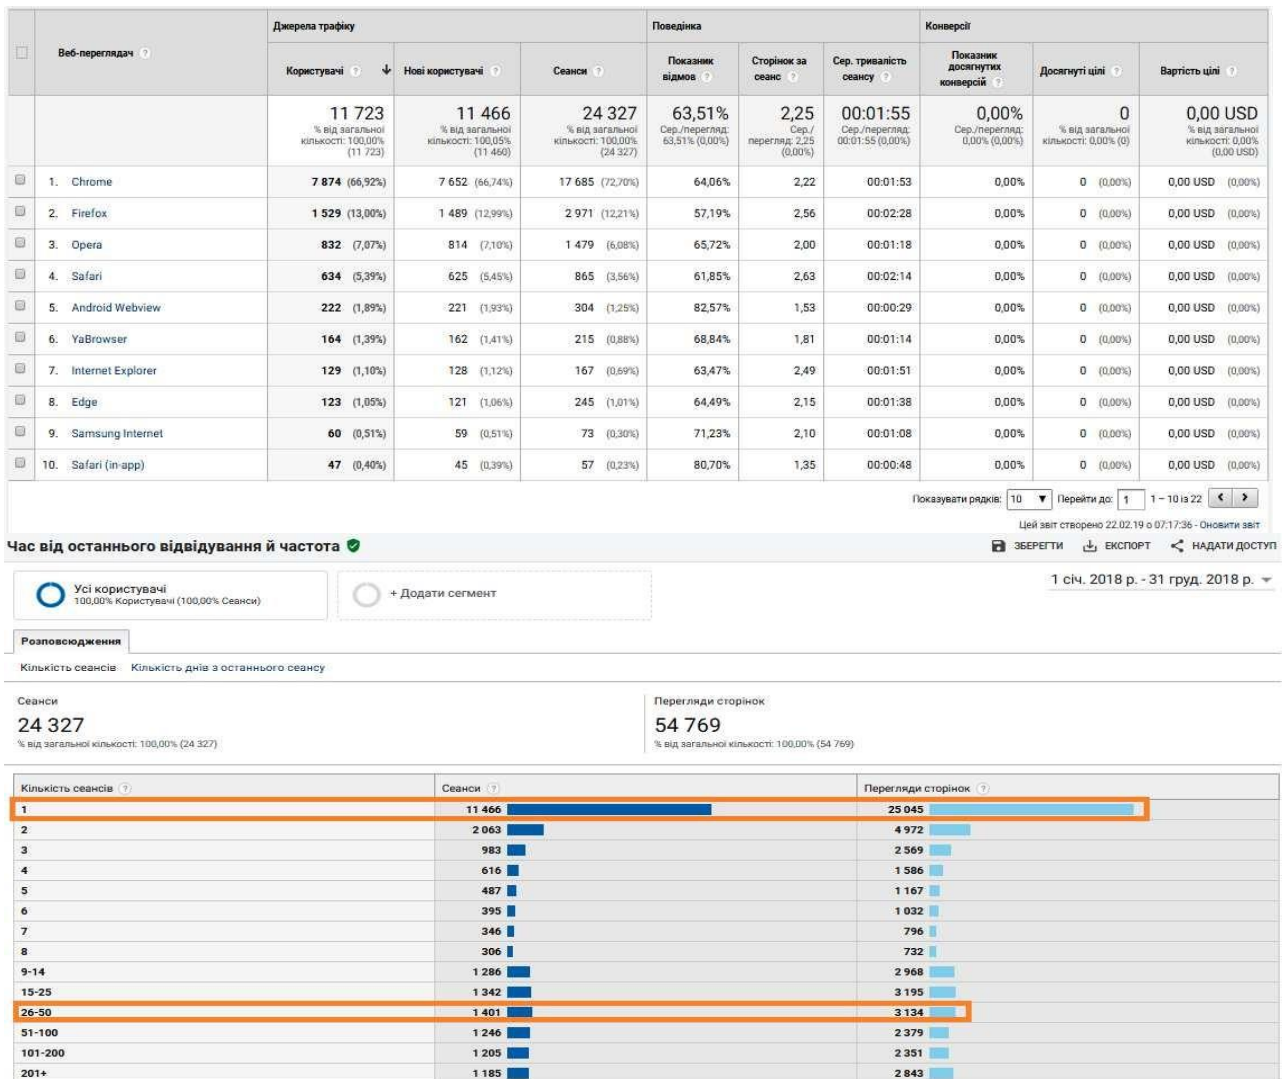 Джерела трафіку Поведінка Конверсії
Веб-переглядач ? Користувачі ? Нові користувачі ? Сеанси ? Показник відмов ? Сторінок за сеанс ? Сер. тривалість сеансу ? Показник досягнутих конверсій ? Досягнуті цілі ? Вартість цілі ?
11 723 11 466 24 327 63,51% 2,25 00:01:55 0,00% 0 0,00 USD
% від загальної кількості: 100,00% (11 723) % від загальної кількості: 100,05% (11 460) % від загальної кількості: 100,00% (24 327) Сер./перегляд: 63,51% (0,00%) Сер./перегляд: 2,25 (0,00%) Сер./перегляд: 00:01:55 (0,00%) Сер./перегляд: 0,00% (0,00%) % від загальної кількості: 0,00% (0) % від загальної кількості: 0,00% (0,00 USD)
1. Chrome 7 874 (66,92%) 7 652 (66,74%) 17 685 (72,70%) 64,06% 2,22 00:01:53 0,00% 0 (0,00%) 0,00 USD (0,00%)
2. Firefox 1 529 (13,00%) 1 489 (12,99%) 2 971 (12,21%) 57,19% 2,56 00:02:28 0,00% 0 (0,00%) 0,00 USD (0,00%)
3. Opera 832 (7,07%) 814 (7,10%) 1 479 (6,08%) 65,72% 2,00 00:01:18 0,00% 0 (0,00%) 0,00 USD (0,00%)
4. Safari 634 (5,39%) 625 (5,45%) 865 (3,56%) 61,85% 2,63 00:02:14 0,00% 0 (0,00%) 0,00 USD (0,00%)
5. Android Webview 222 (1,89%) 221 (1,93%) 304 (1,25%) 82,57% 1,53 00:00:29 0,00% 0 (0,00%) 0,00 USD (0,00%)
6. YaBrowser 164 (1,39%) 162 (1,41%) 215 (0,88%) 68,84% 1,81 00:01:14 0,00% 0 (0,00%) 0,00 USD (0,00%)
7. Internet Explorer 129 (1,10%) 128 (1,12%) 167 (0,69%) 63,47% 2,49 00:01:51 0,00% 0 (0,00%) 0,00 USD (0,00%)
8. Edge 123 (1,05%) 121 (1,06%) 245 (1,01%) 64,49% 2,15 00:01:38 0,00% 0 (0,00%) 0,00 USD (0,00%)
9. Samsung Internet 60 (0,51%) 59 (0,51%) 73 (0,30%) 71,23% 2,10 00:01:08 0,00% 0 (0,00%) 0,00 USD (0,00%)
10. Safari (in-app) 47 (0,40%) 45 (0,39%) 57 (0,23%) 80,70% 1,35 00:00:48 0,00% 0 (0,00%) 0,00 USD (0,00%)
Показувати рядків: 10 Перейти до: 1 1 – 10 із 22
Цей звіт створено 22.02.19 о 07:17:36 - Оновити звіт
Час від останнього відвідування й частота ЗБЕРЕГТИ ЕКСПОРТ НАДАТИ ДОСТУП
1 січ. 2018 р. - 31 груд. 2018 р.
Усі користувачі + Додати сегмент
100,00% Користувачі (100,00% Сеанси)
Розповсюдження
Кількість сеансів Кількість днів з останнього сеансу
Сеанси Перегляди сторінок
24 327 54 769
% від загальної кількості: 100,00% (24 327) % від загальної кількості: 100,00% (54 769)
Кількість сеансів ? Сеанси ? Перегляди сторінок ?
1 11 466 25 045
2 2 063 4 972
3 983 2 569
4 616 1 586
5 487 1 167
6 395 1 032
7 346 796
8 306 732
9-14 1 286 2 968
15-25 1 342 3 195
26-50 1 401 3 134
51-100 1 246 2 379
101-200 1 205 2 351
201+ 1 185 2 843